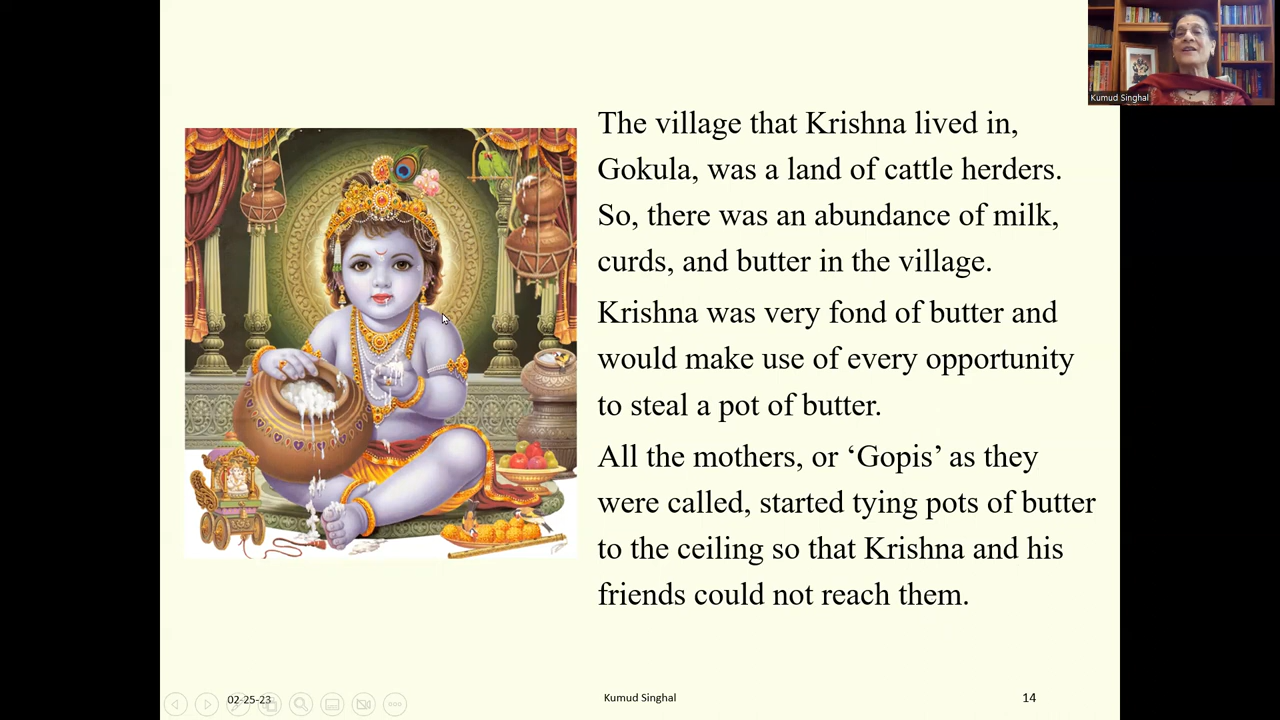 Kumud Singhal
The village that Krishna lived in,
Gokula, was a land of cattle herders.
So, there was an abundance of milk,
curds, and butter in the village.
Krishna was very fond of butter and
would make use of every opportunity
to steal a pot of butter.
All the mothers, or ‘Gopis’ as they
were called, started tying pots of butter
to the ceiling so that Krishna and his
friends could not reach them.
02-25-23
Kumud Singhal
14